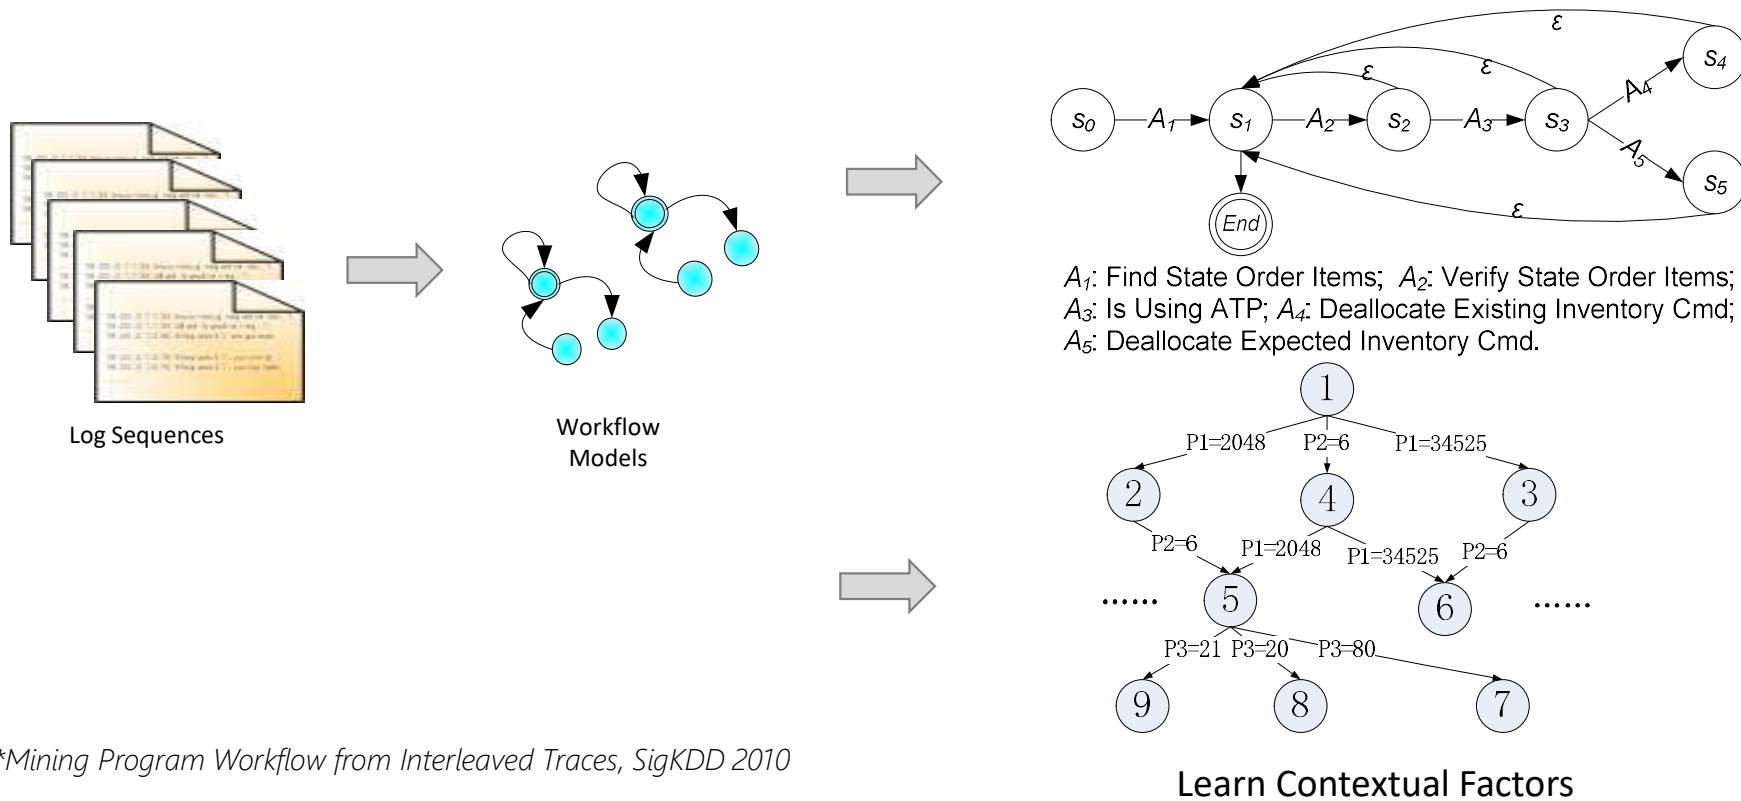 Log Sequences
Workflow
Models
ε
ε
ε
s4
A4
s0
A1
s1
A2
s2
A3
s3
A5
s5
ε
End
A1: Find State Order Items; A2: Verify State Order Items;
A3: Is Using ATP; A4: Deallocate Existing Inventory Cmd;
A5: Deallocate Expected Inventory Cmd.
1
P1=2048 P2=6 P1=34525
2 4 3
P2=6 P1=2048 P1=34525 P2=6
...... 5 6 ......
P3=21 P3=20 P3=80
9 8 7
*Mining Program Workflow from Interleaved Traces, SigKDD 2010
Learn Contextual Factors